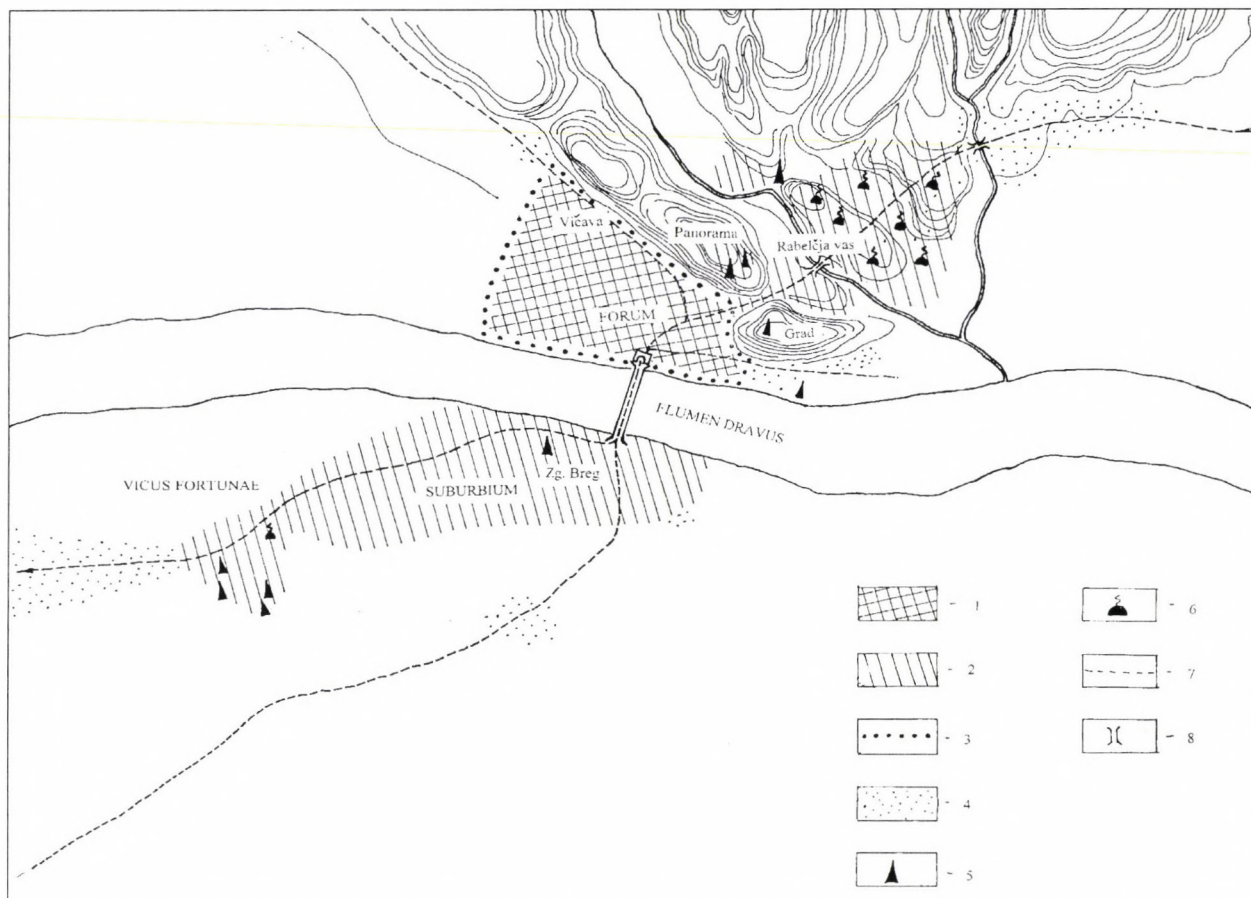 Vičava
Panorama
Rabelčja vas
FORUM
Grad
FLUMEN DRAVUS
Zg. Breg
VICUS FORTUNAE
SUBURBIUM
- 1
- 2
- 3
- 4
- 5
- 6
- 7
- 8